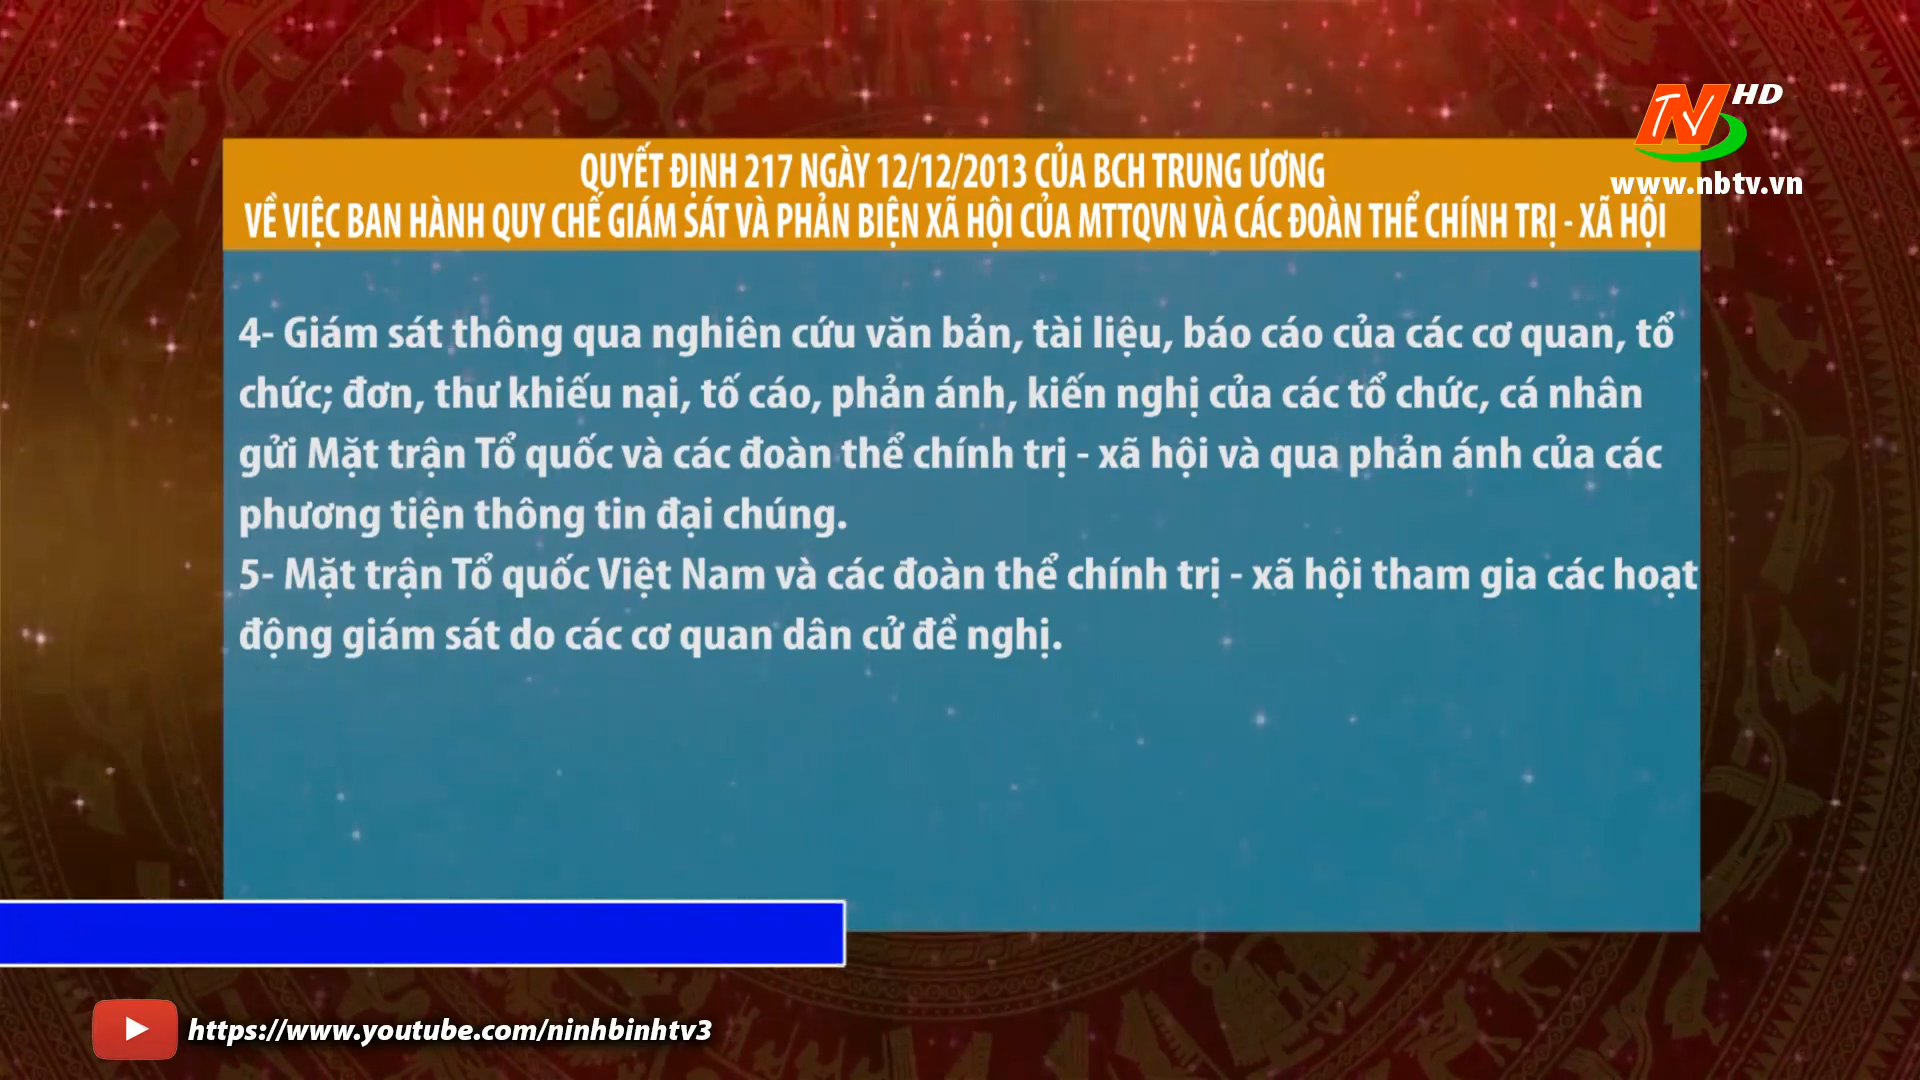 TV N HD
www.nbtv.vn
QUYẾT ĐỊNH 217 NGÀY 12/12/2013 CỦA BCH TRUNG ƯƠNG
VỀ VIỆC BAN HÀNH QUY CHẾ GIÁM SÁT VÀ PHẢN BIỆN XÃ HỘI CỦA MTTQVN VÀ CÁC ĐOÀN THỂ CHÍNH TRỊ - XÃ HỘI
4- Giám sát thông qua nghiên cứu văn bản, tài liệu, báo cáo của các cơ quan, tổ
chức; đơn, thư khiếu nại, tố cáo, phản ánh, kiến nghị của các tổ chức, cá nhân
gửi Mặt trận Tổ quốc và các đoàn thể chính trị - xã hội và qua phản ánh của các
phương tiện thông tin đại chúng.
5- Mặt trận Tổ quốc Việt Nam và các đoàn thể chính trị - xã hội tham gia các hoạt
động giám sát do các cơ quan dân cử đề nghị.
https://www.youtube.com/ninhbinhtv3